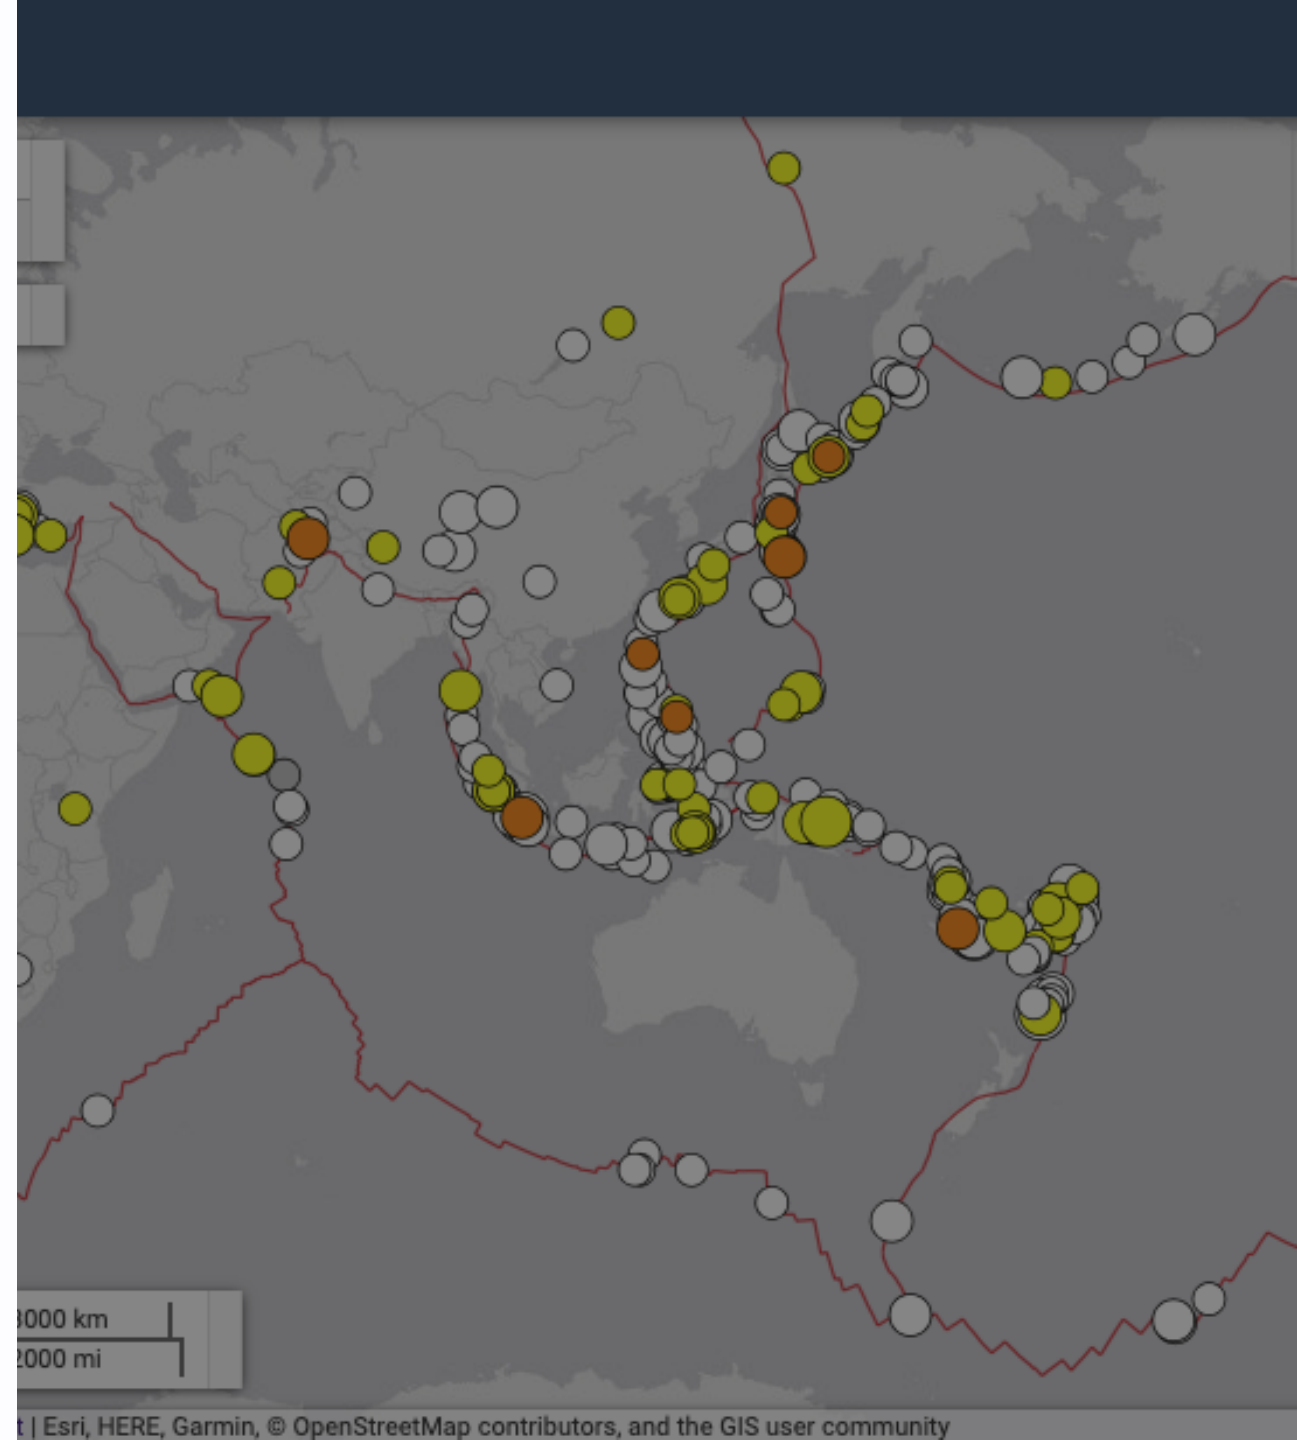 3000 km
2000 mi
t | Esri, HERE, Garmin, © OpenStreetMap contributors, and the GIS user community